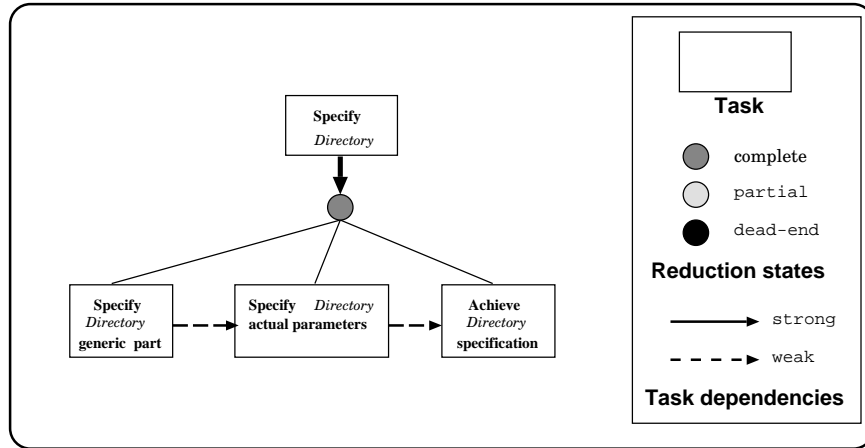 Specify
Directory
Specify
Directory
generic part
Specify Directory
actual parameters
Achieve
Directory
specification
Task
complete
partial
dead-end
Reduction states
strong
weak
Task dependencies